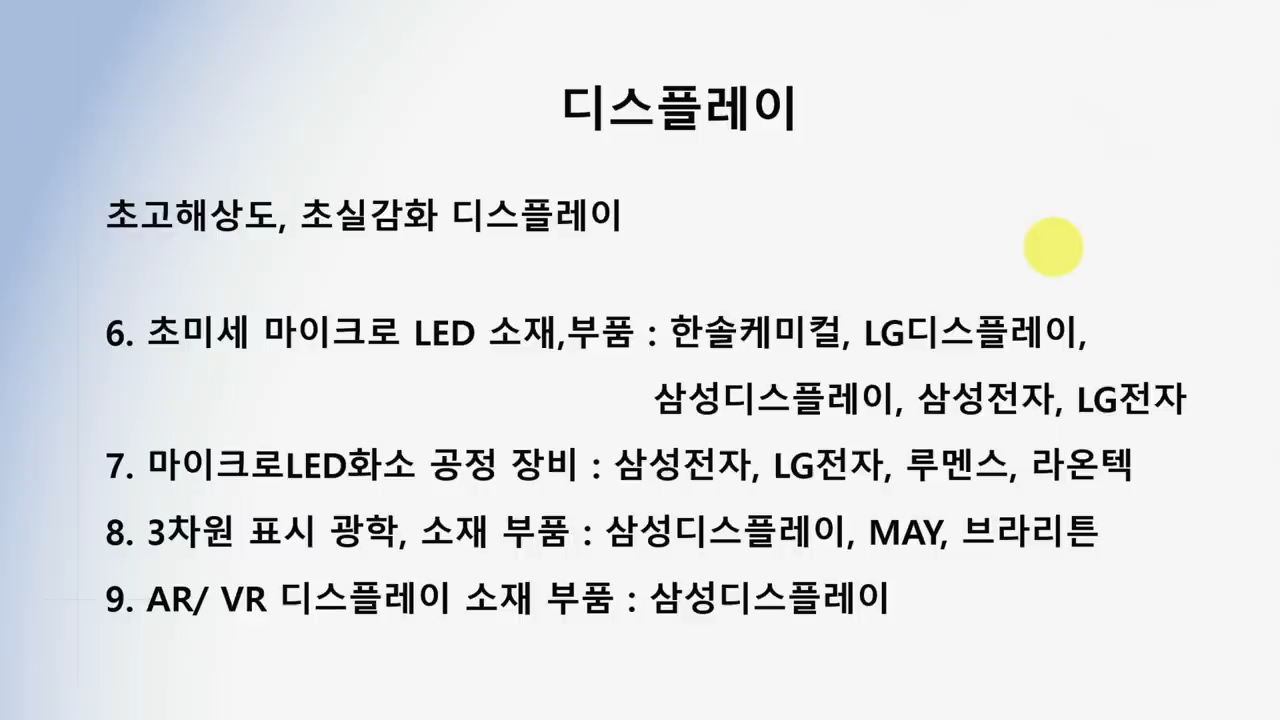 디스플레이
초고해상도, 초실감화 디스플레이
6. 초미세 마이크로 LED 소재,부품 : 한솔케미컬, LG디스플레이,
삼성디스플레이, 삼성전자, LG전자
7. 마이크로LED화소 공정 장비 : 삼성전자, LG전자, 루멘스, 라온텍
8. 3차원 표시 광학, 소재 부품 : 삼성디스플레이, MAY, 브라리튼
9. AR/ VR 디스플레이 소재 부품 : 삼성디스플레이